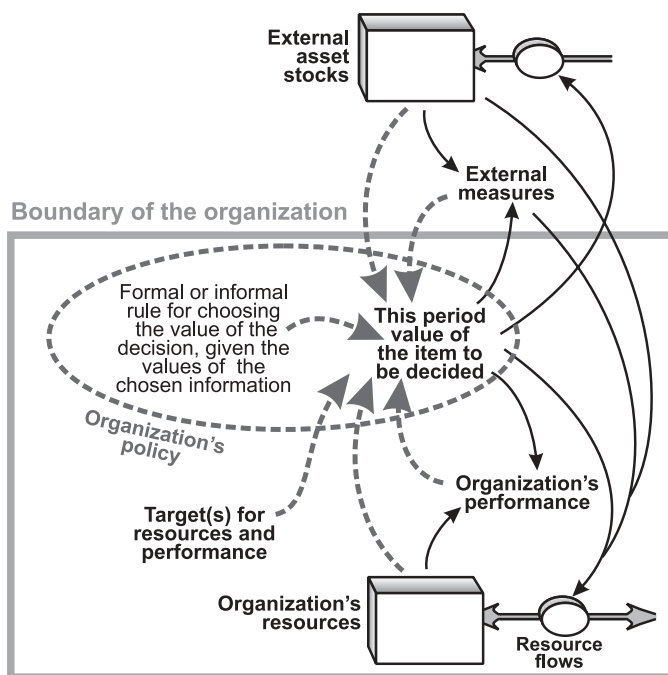 External
asset
stocks
External
measures
Boundary of the organization
Formal or informal
rule for choosing
the value of the
decision, given the
values of the
chosen information
This period
value of
the item to
be decided
Organization's
policy
Target(s) for
resources and
performance
Organization's
performance
Organization's
resources
Resource
flows